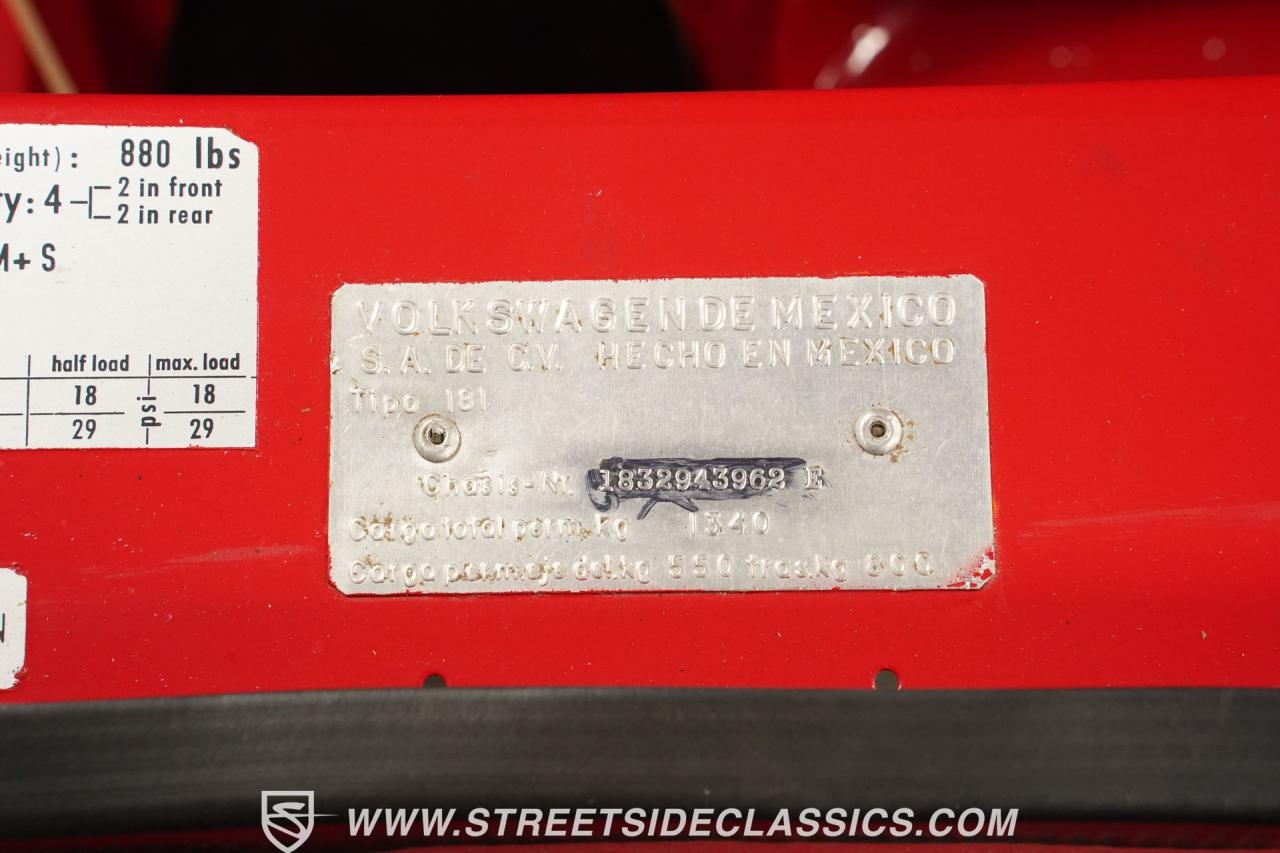 eight): 880 lbs
ty: 4 2 in front
2 in rear
M+ S
half load max. load
18 psi 18
29 29
VOLKSWAGEN DE MEXICO
S.A. DE C.V. HECHO EN MEXICO
Tipo 181
Chasis-Nr. 1832943962 E
Carga total perm. kg 1340
Carga perm. eje del. kg 550 tras. kg 800
N
WWW.STREETSIDECLASSICS.COM